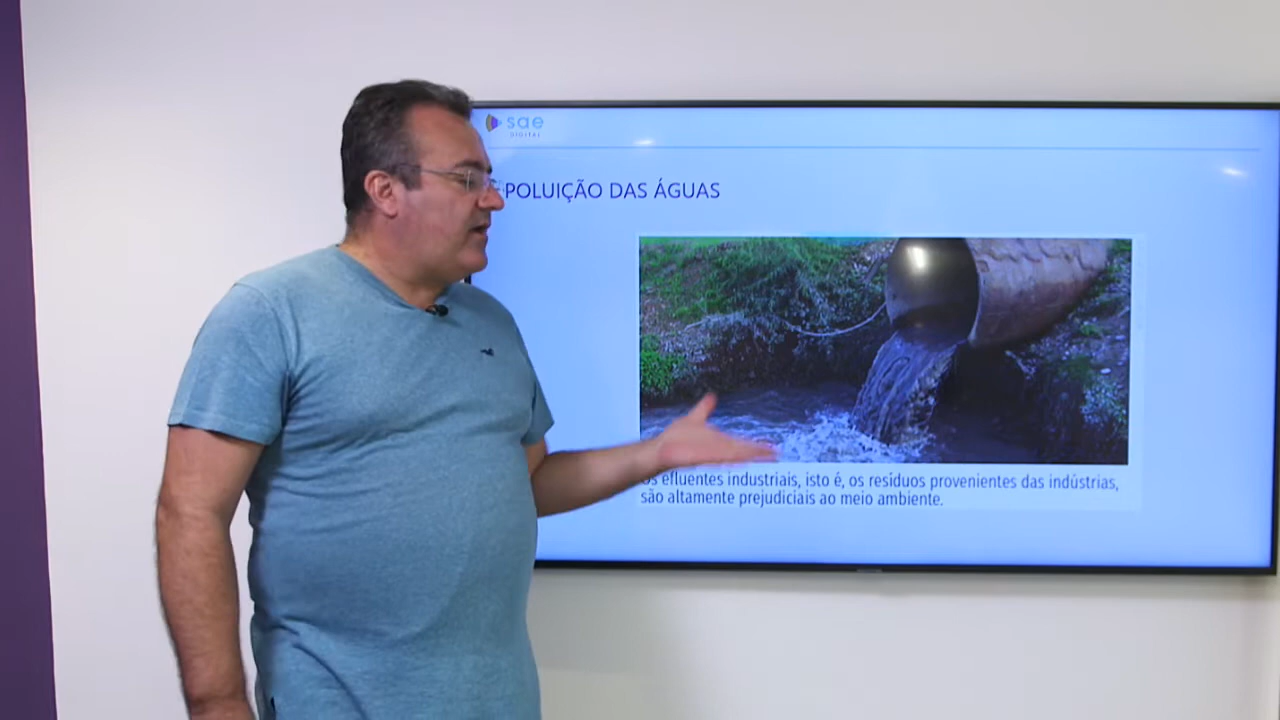 sae
DIGITAL
POLUIÇÃO DAS ÁGUAS
Os efluentes industriais, isto é, os resíduos provenientes das indústrias,
são altamente prejudiciais ao meio ambiente.